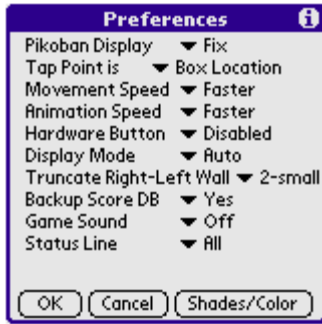 Preferences
Pikoban Display Fix
Tap Point is Box Location
Movement Speed Faster
Animation Speed Faster
Hardware Button Disabled
Display Mode Auto
Truncate Right-Left Wall 2-small
Backup Score DB Yes
Game Sound Off
Status Line All
OK Cancel Shades/Color